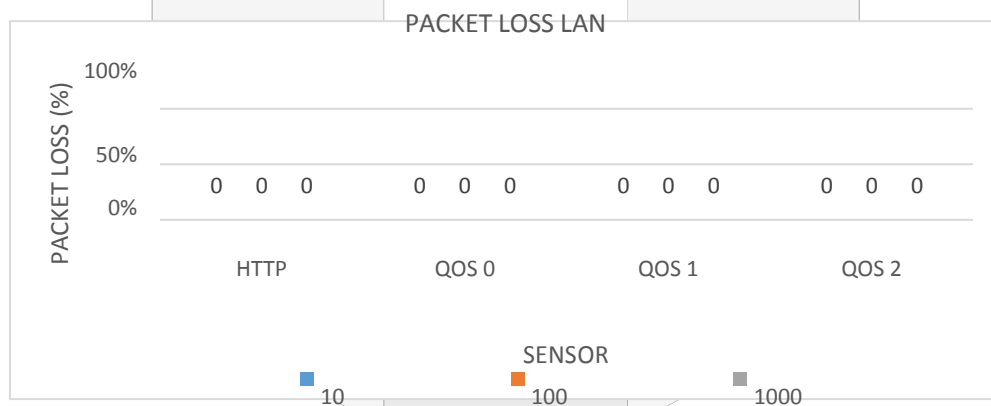 PACKET LOSS LAN
PACKET LOSS (%)
100%
50%
0%
0 0 0 0 0 0 0 0 0 0 0 0
HTTP QOS 0 QOS 1 QOS 2
SENSOR
10 100 1000